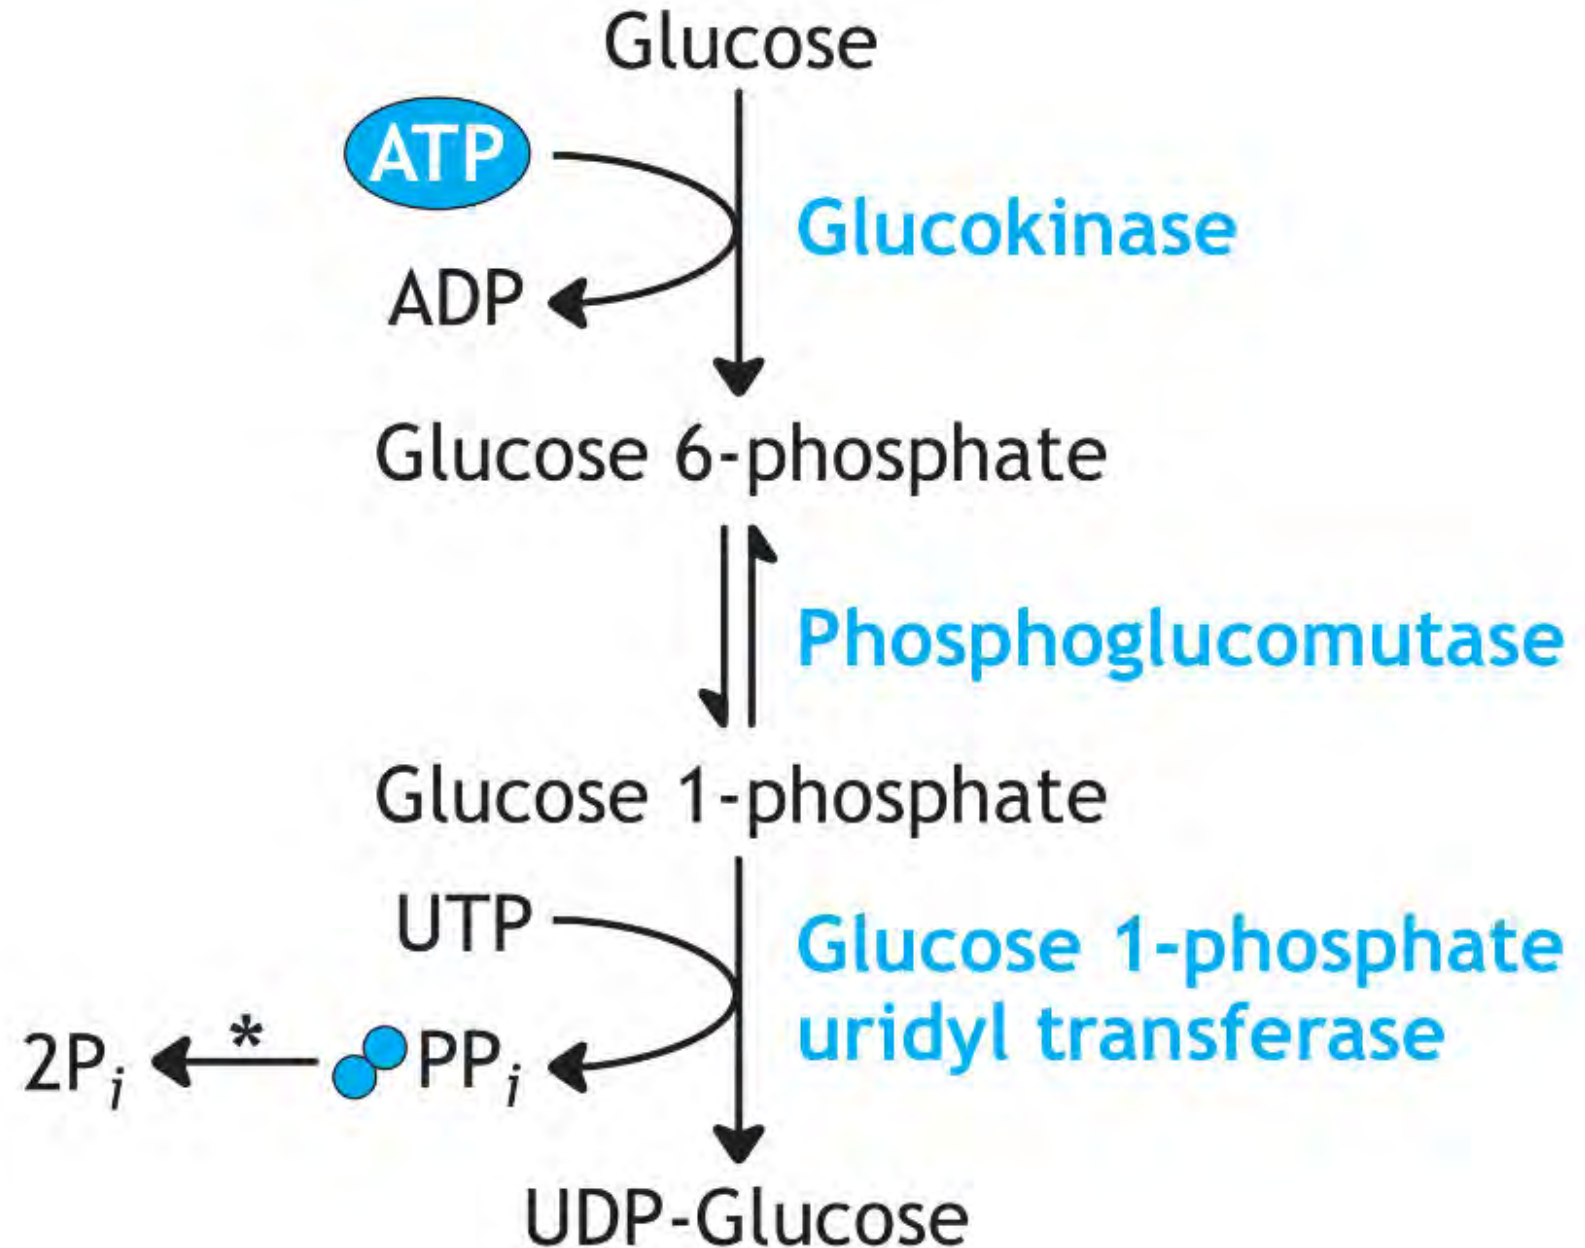 Glucose
ATP
Glucokinase
ADP
Glucose 6-phosphate
Phosphoglucomutase
Glucose 1-phosphate
UTP
Glucose 1-phosphate
uridyl transferase
2Pi * PPi
UDP-Glucose